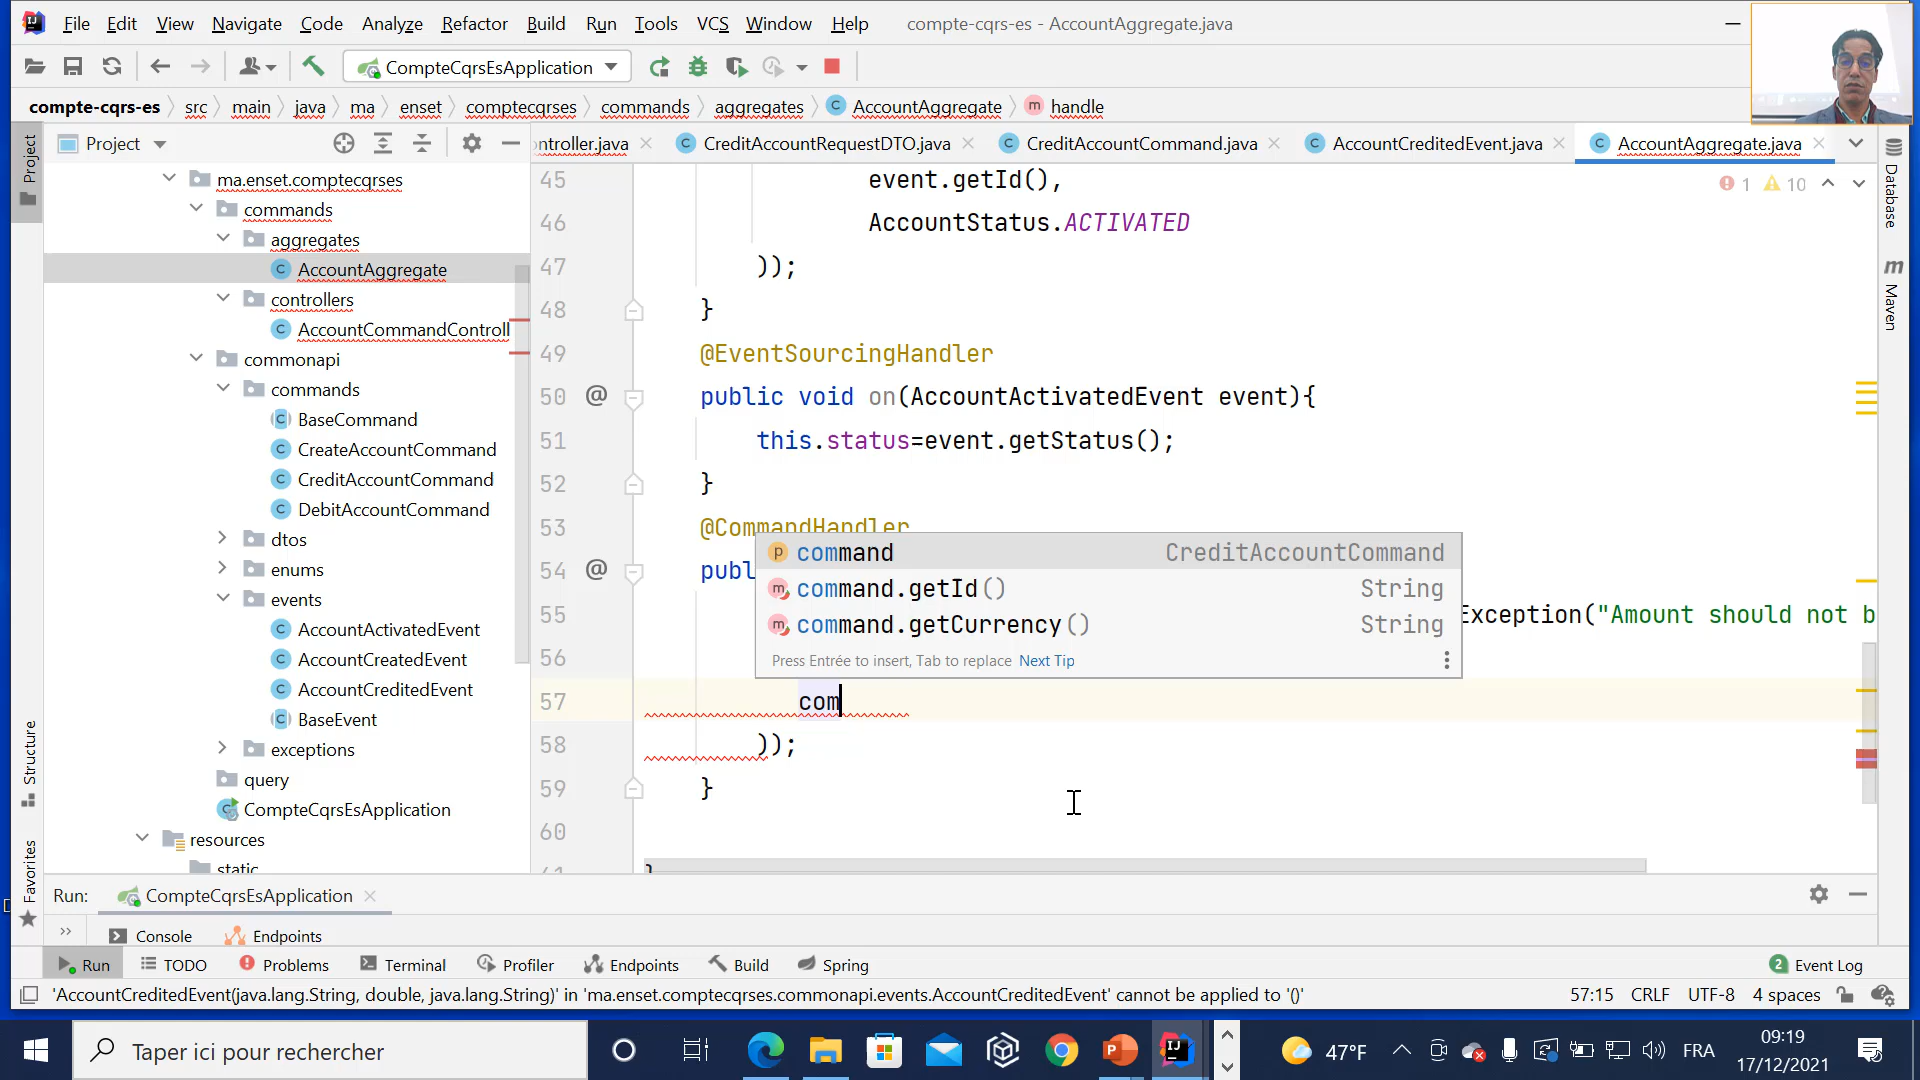 File Edit View Navigate Code Analyze Refactor Build Run Tools VCS Window Help compte-cqrs-es - AccountAggregate.java
CompteCqrsEsApplication
compte-cqrs-es src main java ma enset comptecqrses commands aggregates AccountAggregate handle
Project
ntroller.java CreditAccountRequestDTO.java CreditAccountCommand.java AccountCreditedEvent.java AccountAggregate.java
Project
Structure
Favorites
Database
Maven
ma.enset.comptecqrses
commands
aggregates
AccountAggregate
controllers
AccountCommandControll
commonapi
commands
BaseCommand
CreateAccountCommand
CreditAccountCommand
DebitAccountCommand
dtos
enums
events
AccountActivatedEvent
AccountCreatedEvent
AccountCreditedEvent
BaseEvent
exceptions
query
CompteCqrsEsApplication
resources
static
1 10
45 event.getId(),
46 AccountStatus.ACTIVATED
47 ));
48 }
49 @EventSourcingHandler
50 @ public void on(AccountActivatedEvent event){
51 this.status=event.getStatus();
52 }
53 @CommandHandler
54 @ publ
55 Exception("Amount should not b
56
57 com
58 ));
59 }
60
61 }
command CreditAccountCommand
command.getId() String
command.getCurrency() String
Press Entrée to insert, Tab to replace Next Tip
Run: CompteCqrsEsApplication
Console Endpoints
Run TODO Problems Terminal Profiler Endpoints Build Spring 2 Event Log
'AccountCreditedEvent(java.lang.String, double, java.lang.String)' in 'ma.enset.comptecqrses.commonapi.events.AccountCreditedEvent' cannot be applied to '()' 57:15 CRLF UTF-8 4 spaces
Taper ici pour rechercher
47°F FRA
09:19
17/12/2021